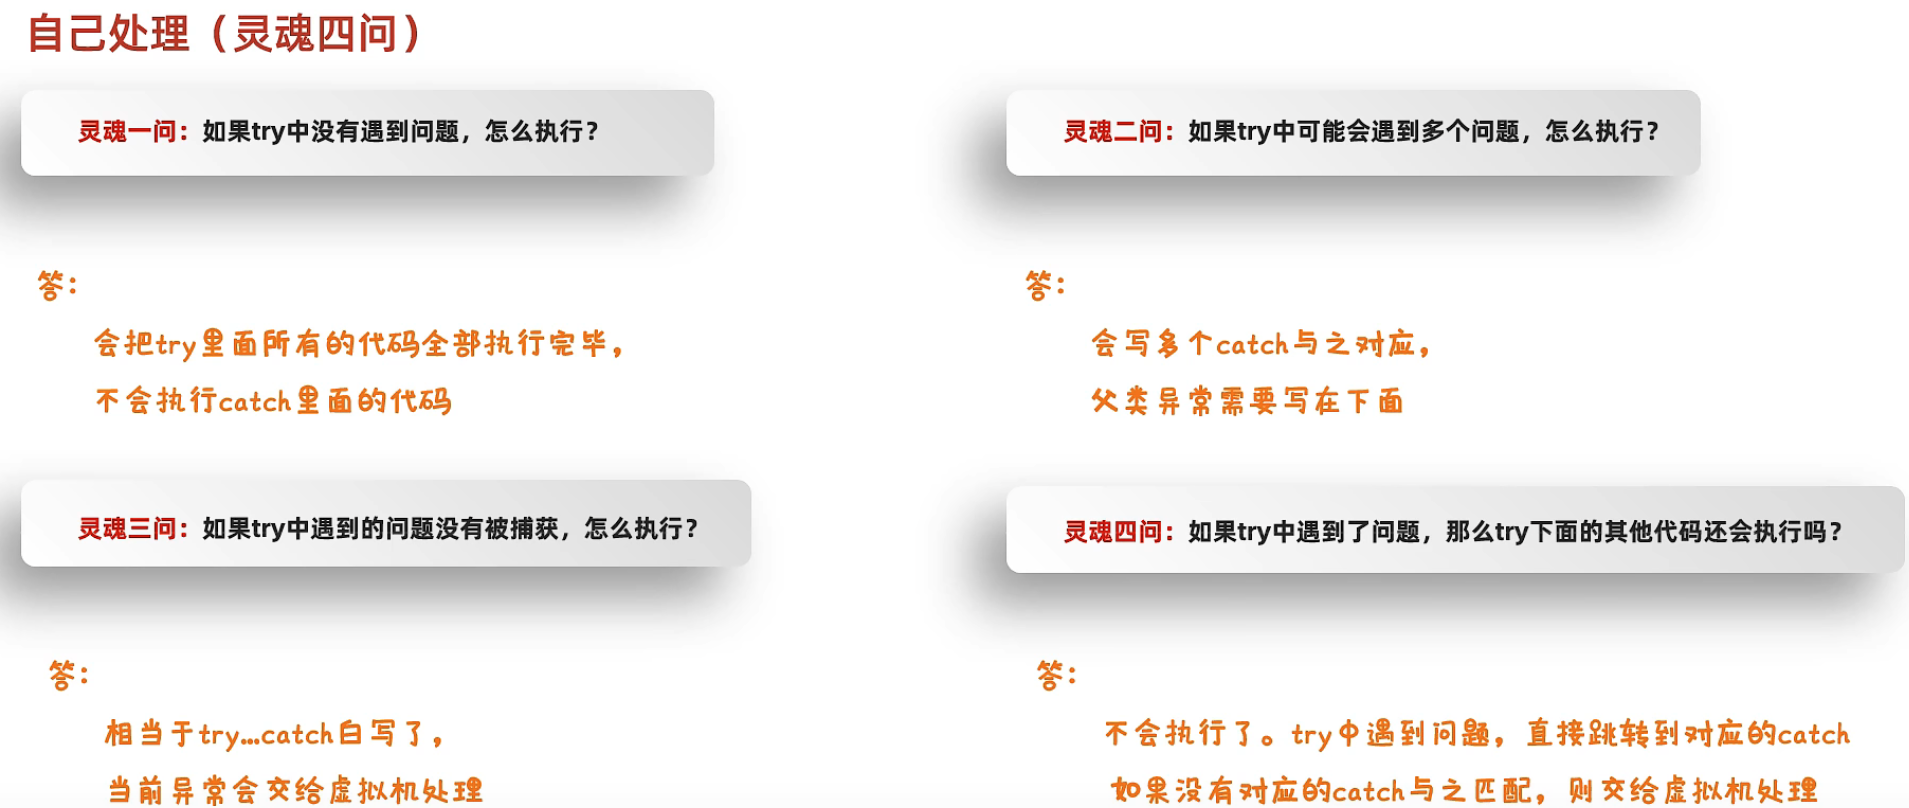 自己处理（灵魂四问）
灵魂一问：如果try中没有遇到问题，怎么执行？
答：
会把try里面所有的代码全部执行完毕，
不会执行catch里面的代码
灵魂二问：如果try中可能会遇到多个问题，怎么执行？
答：
会写多个catch与之对应，
父类异常需要写在下面
灵魂三问：如果try中遇到的问题没有被捕获，怎么执行？
答：
相当于try...catch白写了，
当前异常会交给虚拟机处理
灵魂四问：如果try中遇到了问题，那么try下面的其他代码还会执行吗？
答：
不会执行了。try中遇到问题，直接跳转到对应的catch
如果没有对应的catch与之匹配，则交给虚拟机处理